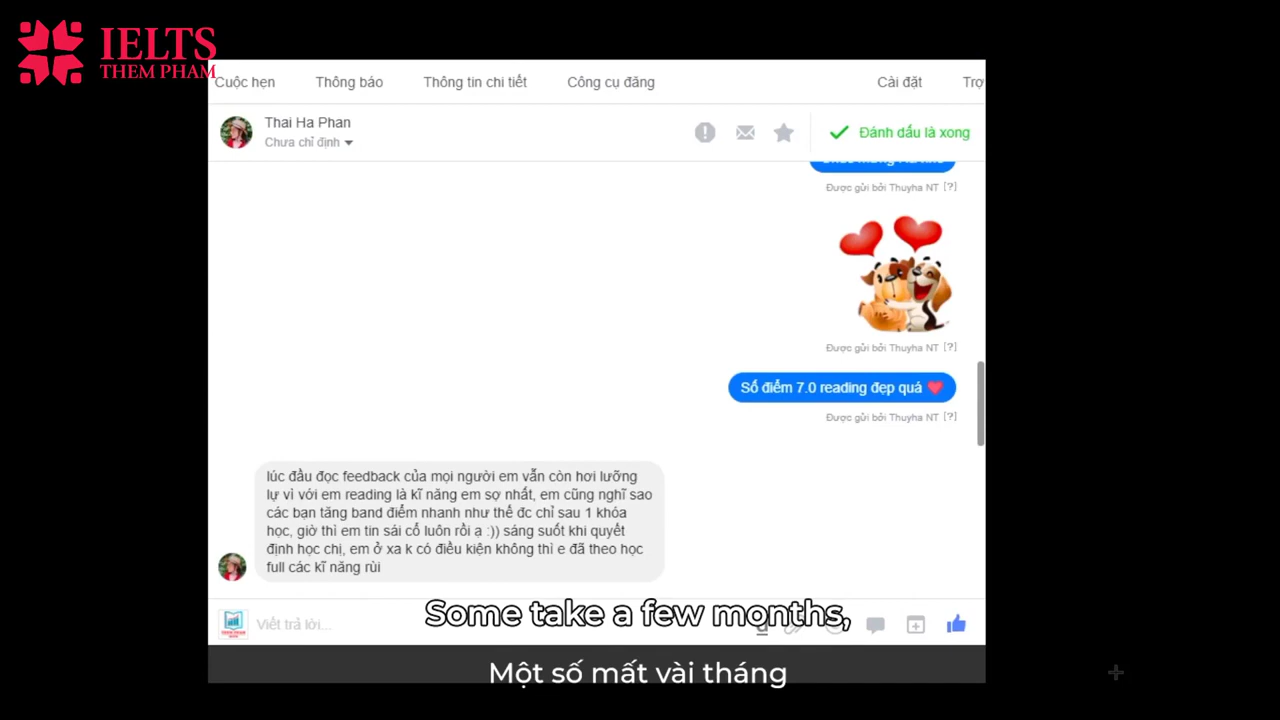 IELTS
THEM PHAM
Cuộc hẹn Thông báo Thông tin chi tiết Công cụ đăng Cài đặt Trợ
Thai Ha Phan
Chưa chỉ định
Đánh dấu là xong
Được gửi bởi Thuyha NT [?]
Được gửi bởi Thuyha NT [?]
Số điểm 7.0 reading đẹp quá
Được gửi bởi Thuyha NT [?]
lúc đầu đọc feedback của mọi người em vẫn còn hơi lưỡng
lự vì với em reading là kĩ năng em sợ nhất, em cũng nghĩ sao
các bạn tăng band điểm nhanh như thế đc chỉ sau 1 khóa
học, giờ thì em tin sái cổ luôn rồi ạ :)) sáng suốt khi quyết
định học chị, em ở xa k có điều kiện không thì e đã theo học
full các kĩ năng rùi
Viết trả lời...
Some take a few months,
Một số mất vài tháng